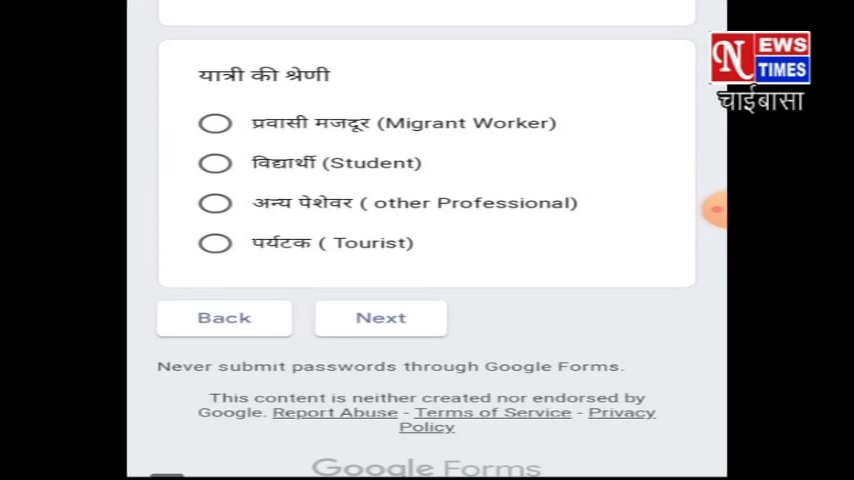 NEWS
TIMES
चाईबासा
यात्री की श्रेणी
प्रवासी मजदूर (Migrant Worker)
विद्यार्थी (Student)
अन्य पेशेवर ( other Professional)
पर्यटक ( Tourist)
Back
Next
Never submit passwords through Google Forms.
This content is neither created nor endorsed by
Google. Report Abuse - Terms of Service - Privacy
Policy
Google Forms